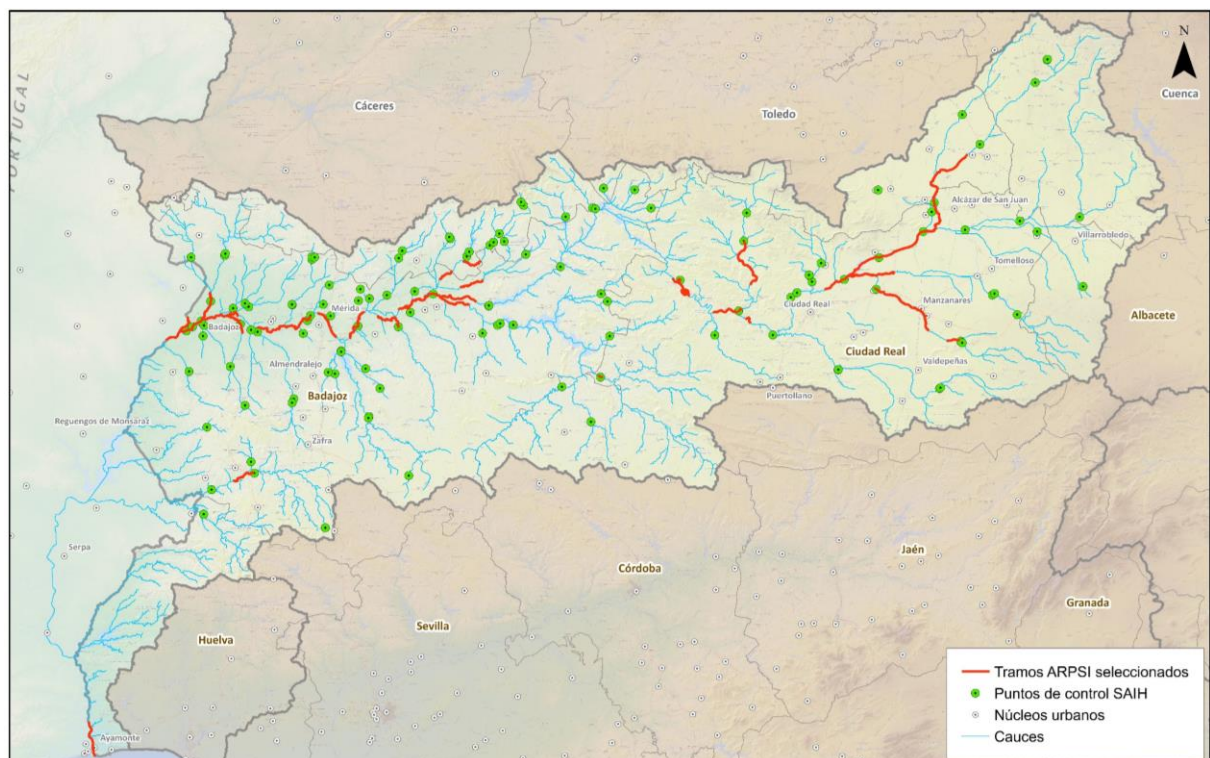 N
PORTUGAL
Cáceres
Toledo
Cuenca
Alcázar de San Juan
Villarrobledo
Tomelloso
Ciudad Real
Manzanares
Mérida
Badajoz
Albacete
Ciudad Real
Valdepeñas
Almendralejo
Badajoz
Puertollano
Reguengos de Monsaraz
Zafra
Serpa
Jaén
Córdoba
Granada
Sevilla
Huelva
Ayamonte
Tramos ARPSI seleccionados
Puntos de control SAIH
Núcleos urbanos
Cauces